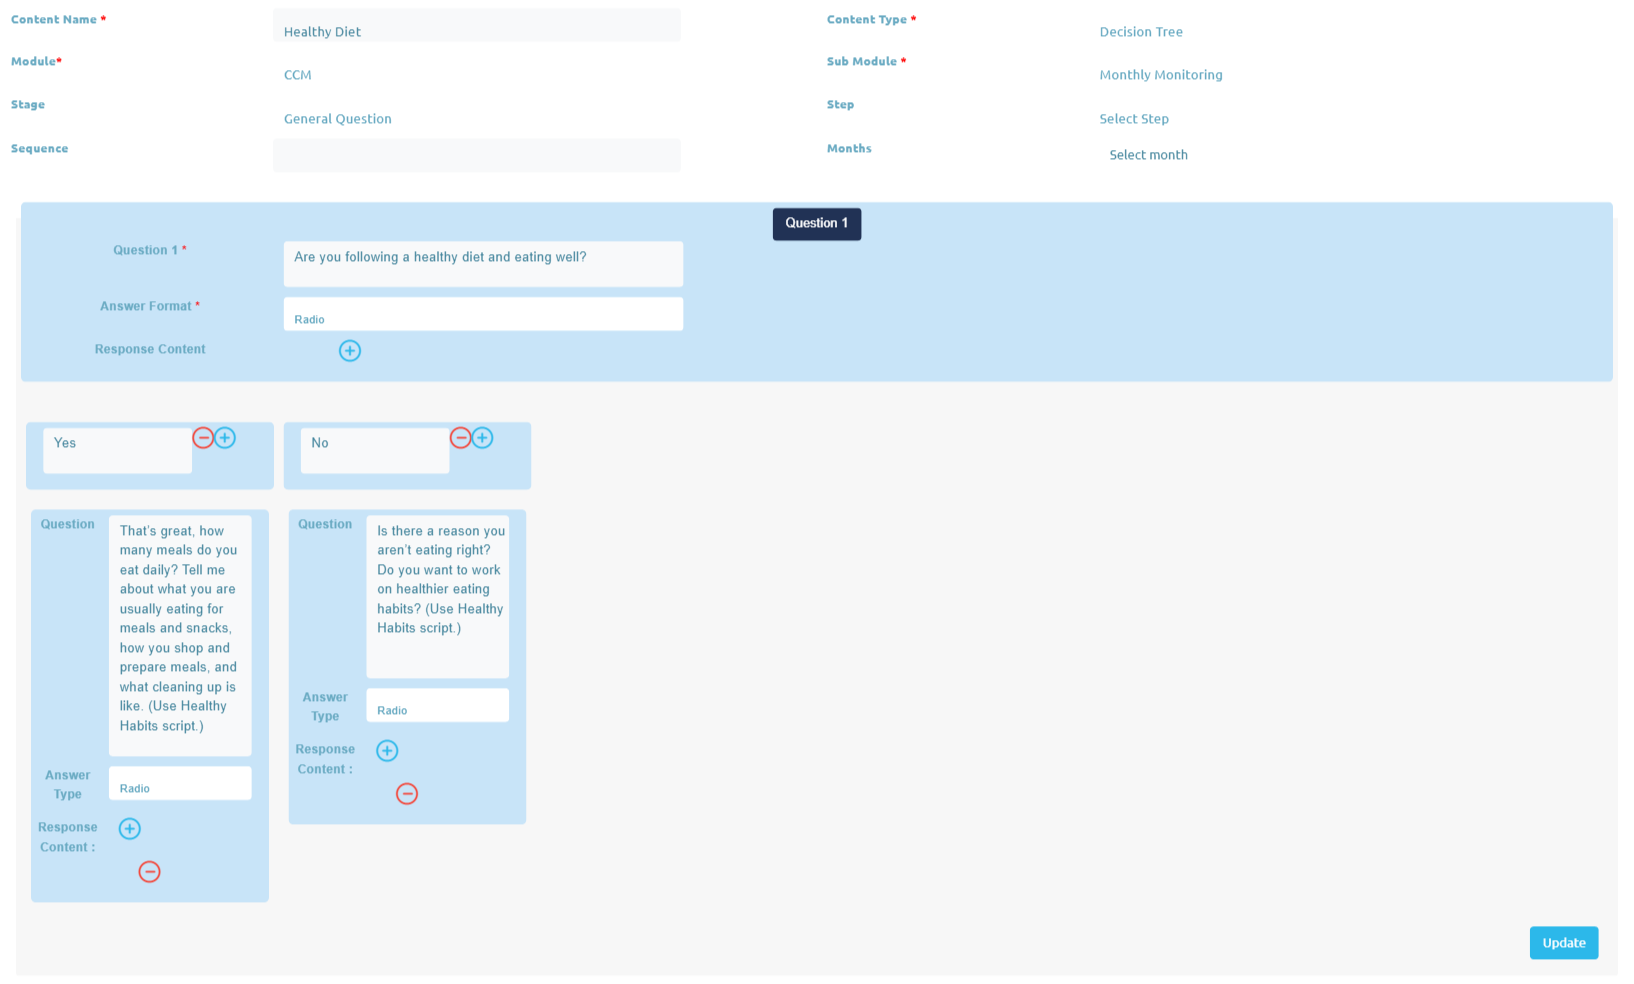 Content Name *
Healthy Diet
Content Type *
Decision Tree
Module*
CCM
Sub Module *
Monthly Monitoring
Stage
General Question
Step
Select Step
Sequence
Months
Select month
Question 1
Question 1 *
Are you following a healthy diet and eating well?
Answer Format *
Radio
Response Content
Yes
No
Question
That's great, how
many meals do you
eat daily? Tell me
about what you are
usually eating for
meals and snacks,
how you shop and
prepare meals, and
what cleaning up is
like. (Use Healthy
Habits script.)
Answer
Type
Radio
Response
Content :
Question
Is there a reason you
aren't eating right?
Do you want to work
on healthier eating
habits? (Use Healthy
Habits script.)
Answer
Type
Radio
Response
Content :
Update